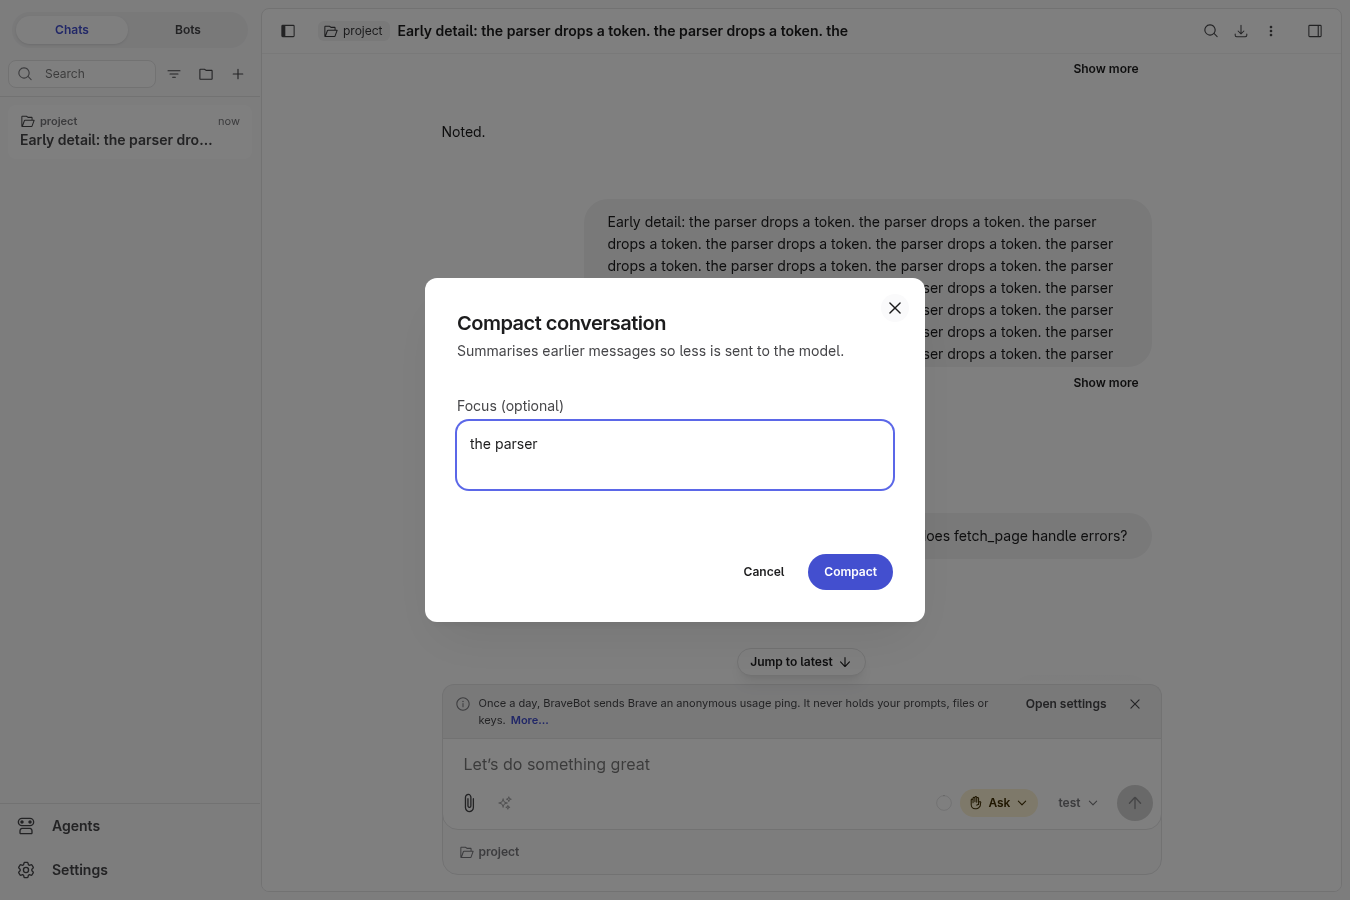 Chats
Bots
Search
project
now
Early detail: the parser dro...
Agents
Settings
project
Early detail: the parser drops a token. the parser drops a token. the
Show more
Noted.
Early detail: the parser drops a token. the parser drops a token. the parser
drops a token. the parser drops a token. the parser drops a token. the parser
drops a token. the parser drops a token. the parser drops a token. the parser
ser drops a token. the parser
ser drops a token. the parser
ser drops a token. the parser
ser drops a token. the parser
Show more
does fetch_page handle errors?
Compact conversation
Summarises earlier messages so less is sent to the model.
Focus (optional)
the parser
Cancel
Compact
Jump to latest
Once a day, BraveBot sends Brave an anonymous usage ping. It never holds your prompts, files or
keys. More...
Open settings
Let's do something great
Ask
test
project